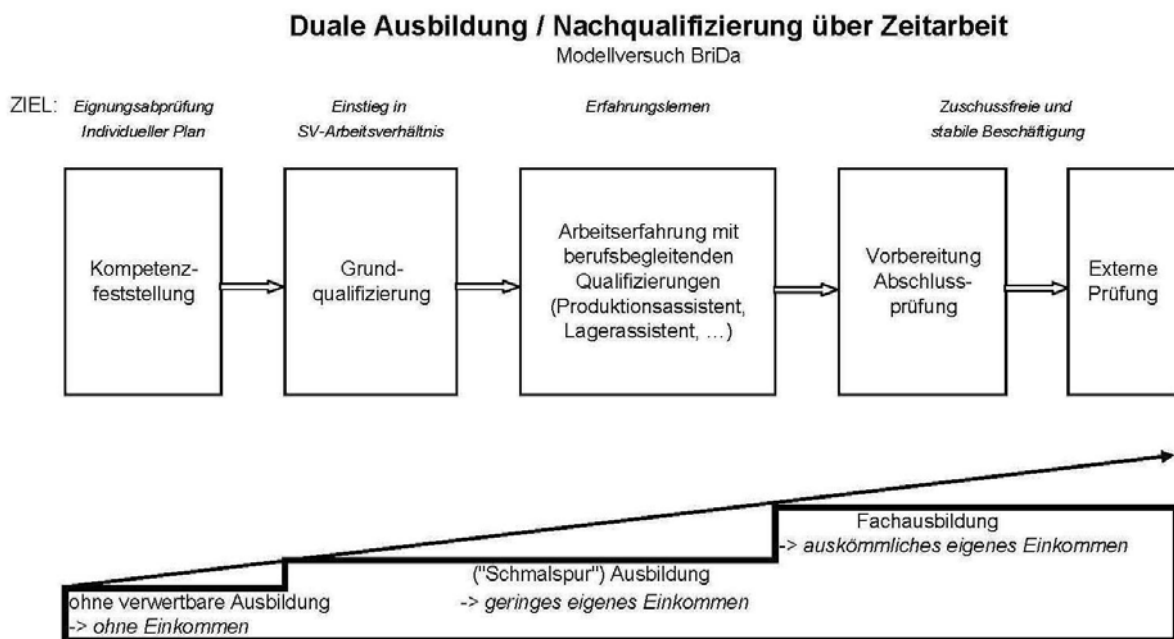 Duale Ausbildung / Nachqualifizierung über Zeitarbeit
Modellversuch BriDa
ZIEL:
Eignungsabprüfung
Individueller Plan
Einstieg in
SV-Arbeitsverhältnis
Erfahrungslernen
Zuschussfreie und
stabile Beschäftigung
Kompetenz-
feststellung
Grund-
qualifizierung
Arbeitserfahrung mit
berufsbegleitenden
Qualifizierungen
(Produktionsassistent,
Lagerassistent, …)
Vorbereitung
Abschluss-
prüfung
Externe
Prüfung
ohne verwertbare Ausbildung
-> ohne Einkommen
("Schmalspur") Ausbildung
-> geringes eigenes Einkommen
Fachausbildung
-> auskömmliches eigenes Einkommen